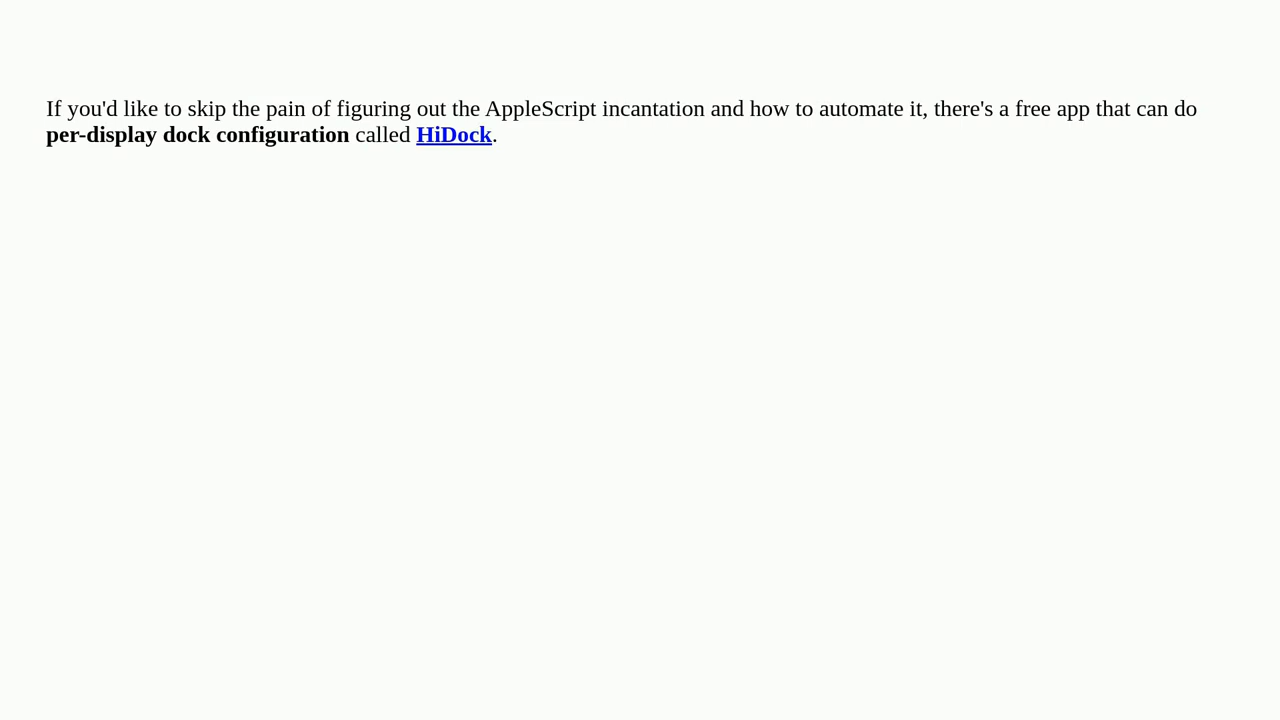 If you'd like to skip the pain of figuring out the AppleScript incantation and how to automate it, there's a free app that can do
per-display dock configuration called HiDock.